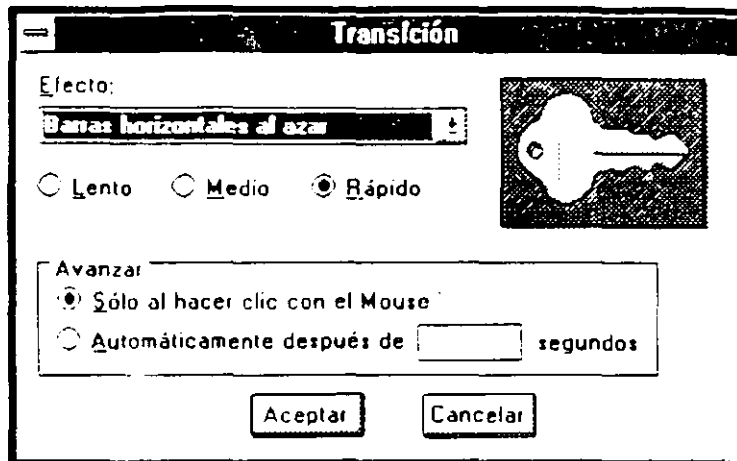 Transición
Efecto:
Barras horizontales al azar
Lento Medio Rápido
Avanzar
Sólo al hacer clic con el Mouse
Automáticamente después de segundos
Aceptar Cancelar